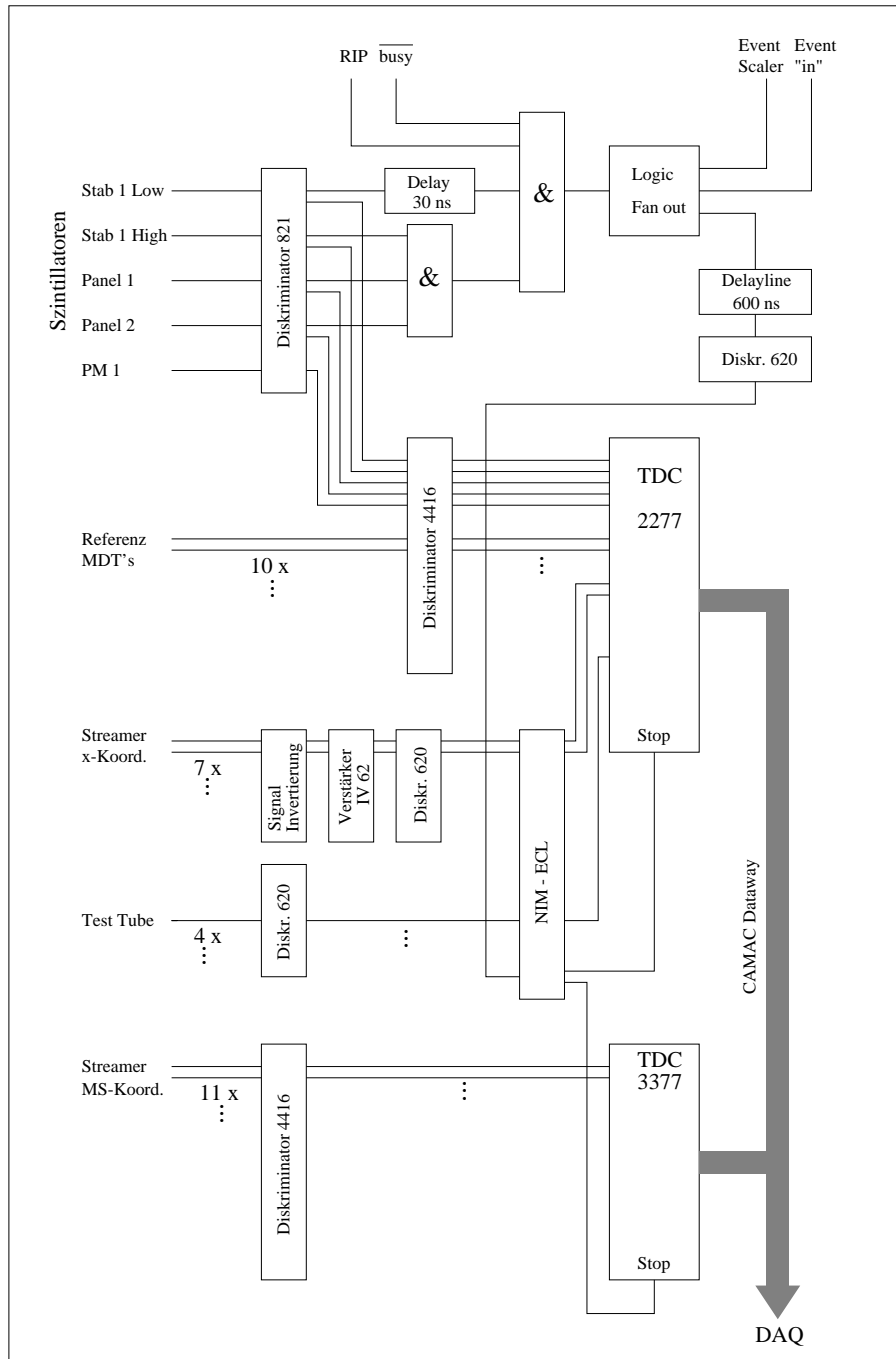 RIP busy
Event Event
Scaler "in"
Szintillatoren
Stab 1 Low
Stab 1 High
Panel 1
Panel 2
PM 1
Diskriminator 821
Delay
30 ns
&
&
Logic
Fan out
Delayline
600 ns
Diskr. 620
Referenz
MDT's
10 x
...
Diskriminator 4416
...
TDC
2277
Stop
Streamer
x-Koord.
7 x
...
Signal
Invertierung
Verstärker
IV 62
Diskr. 620
NIM - ECL
Test Tube
4 x
...
Diskr. 620
...
CAMAC Dataway
Streamer
MS-Koord.
11 x
...
Diskriminator 4416
...
TDC
3377
Stop
DAQ